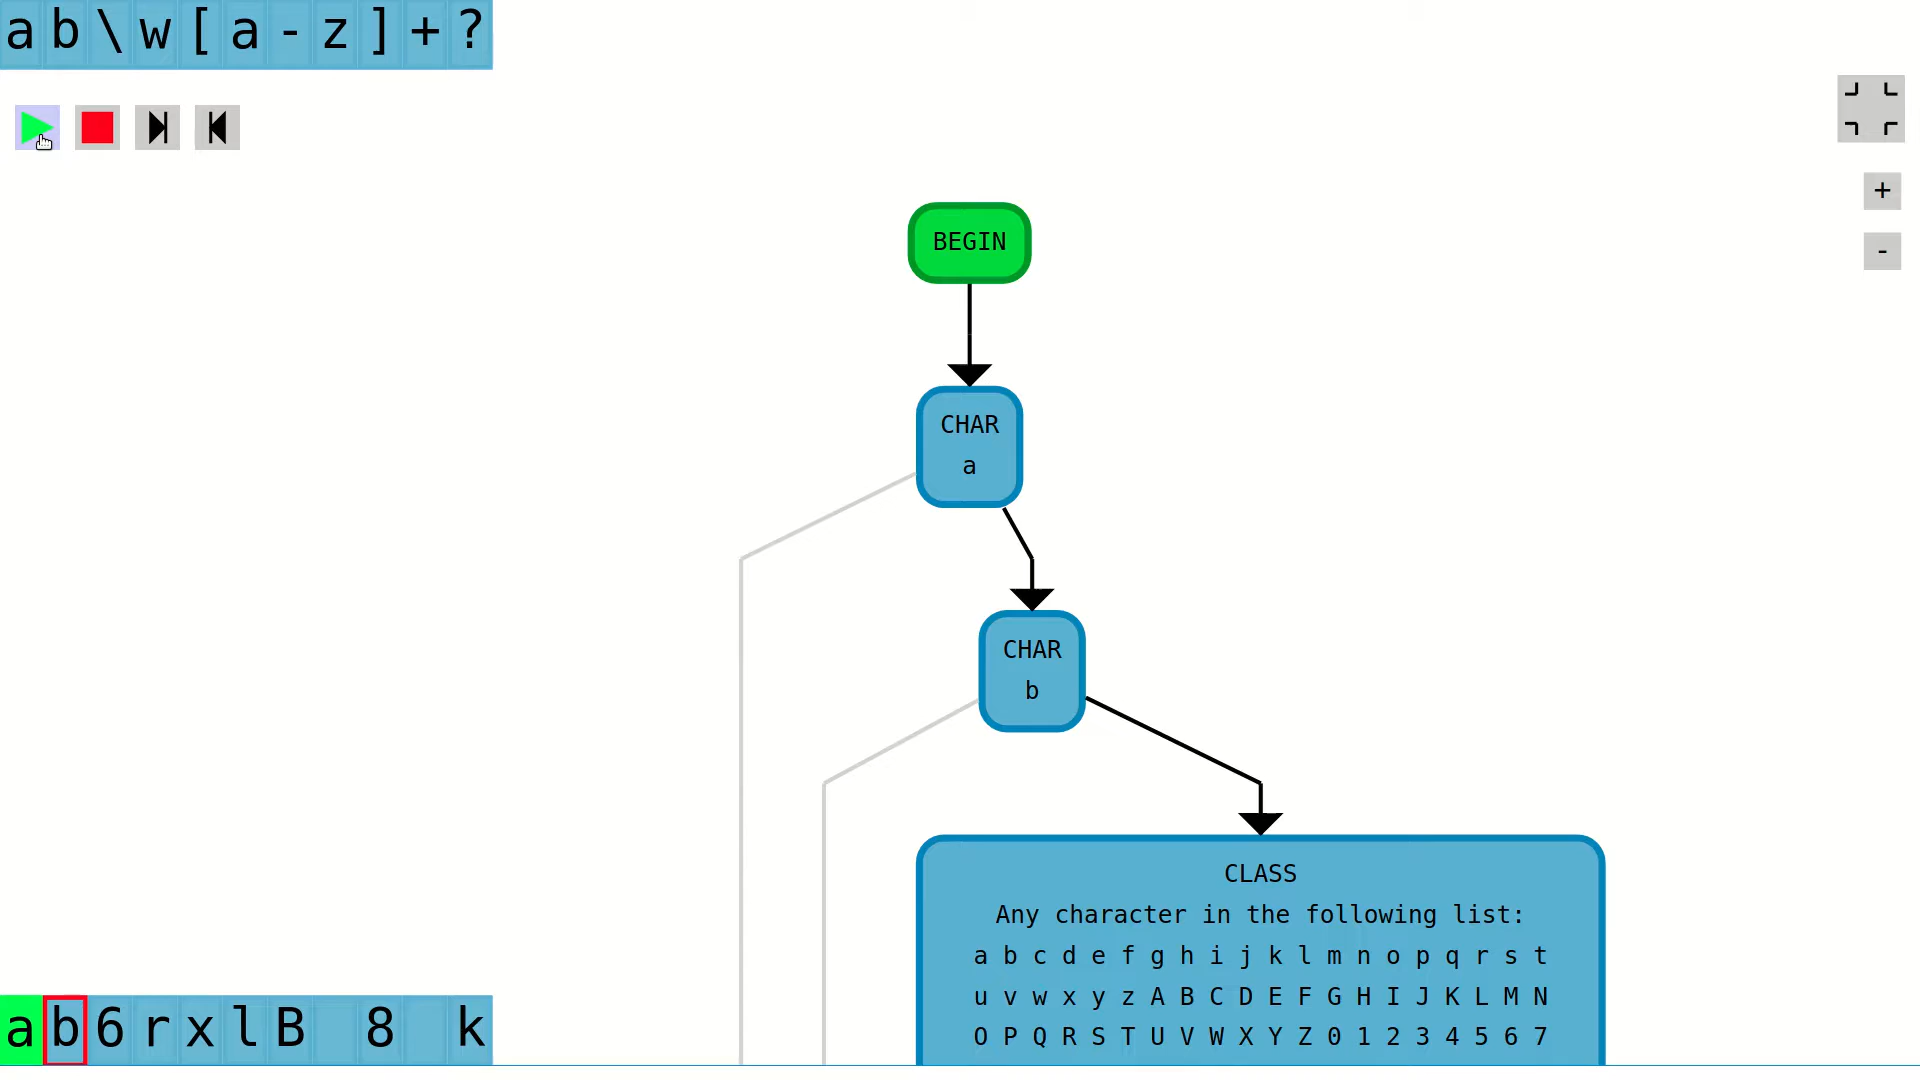 ab\w[a-z]+?
+
-
BEGIN
CHAR
a
CHAR
b
CLASS
Any character in the following list:
a b c d e f g h i j k l m n o p q r s t
u v w x y z A B C D E F G H I J K L M N
O P Q R S T U V W X Y Z 0 1 2 3 4 5 6 7
ab6rxlB 8 k